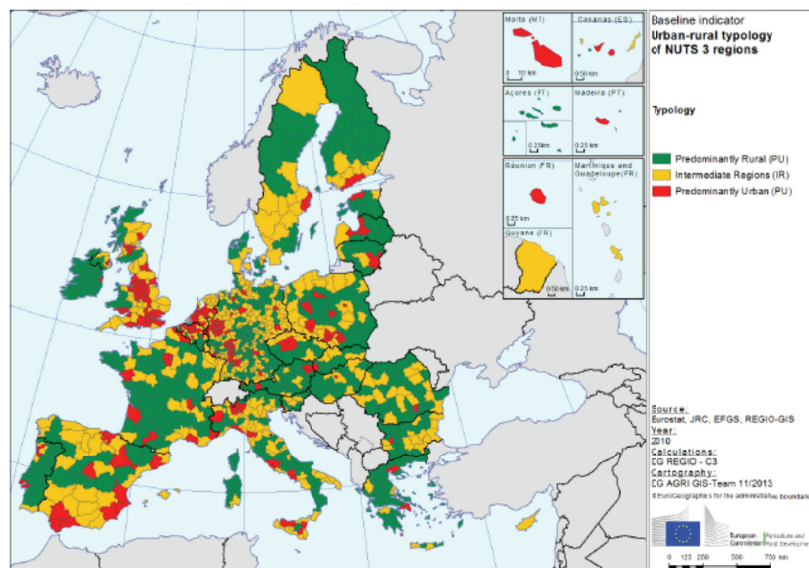 Baseline indicator
Urban-rural typology
of NUTS 3 regions
Typology
Predominantly Rural (PU)
Intermediate Regions (IR)
Predominantly Urban (PU)
Malta (MT)
0 10 km
Canarias (ES)
0 50 km
Açores (PT)
0 25 km
Madeira (PT)
0 25 km
Réunion (FR)
0 25 km
Martinique and
Guadeloupe(FR)
0 25 km
Guyane (FR)
0 50 km
Source:
Eurostat, JRC, EFGS, REGIO-GIS
Year:
2010
Calculations:
DG REGIO - C3
Cartography:
DG AGRI GIS-Team 11/2013
©EuroGeographics for the administrative boundar
European
Commission
Agriculture and
Rural Developme
0 125 250 500 750 km